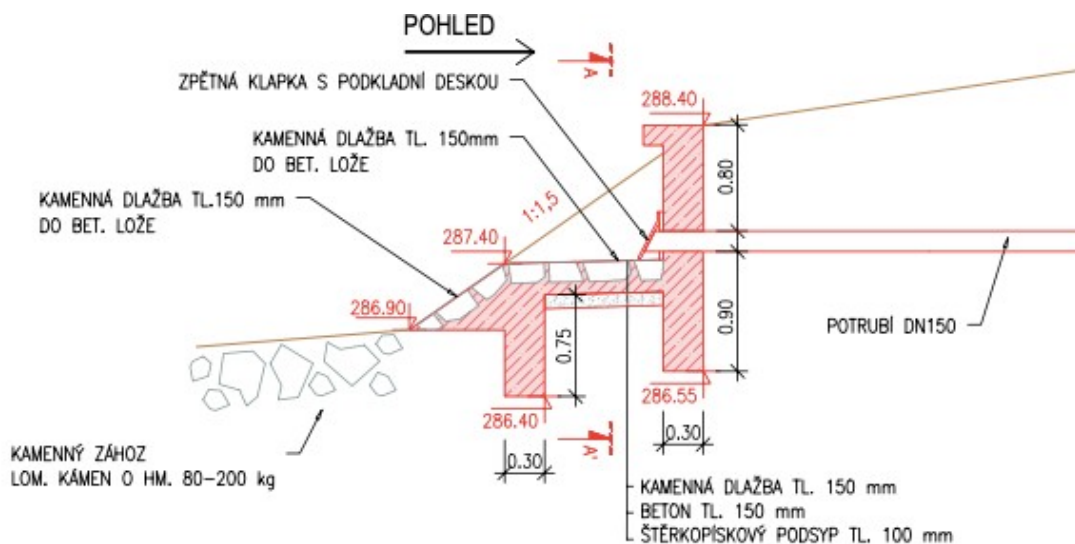 POHLED
A
ZPĚTNÁ KLAPKA S PODKLADNÍ DESKOU
288.40
KAMENNÁ DLAŽBA TL. 150mm
DO BET. LOŽE
KAMENNÁ DLAŽBA TL.150 mm
DO BET. LOŽE
1:1,5
0.80
287.40
286.90
0.90
POTRUBÍ DN150
0.75
286.40
286.55
A'
0.30
0.30
KAMENNÝ ZÁHOZ
LOM. KÁMEN O HM. 80-200 kg
KAMENNÁ DLAŽBA TL. 150 mm
BETON TL. 150 mm
ŠTĚRKOPÍSKOVÝ PODSYP TL. 100 mm